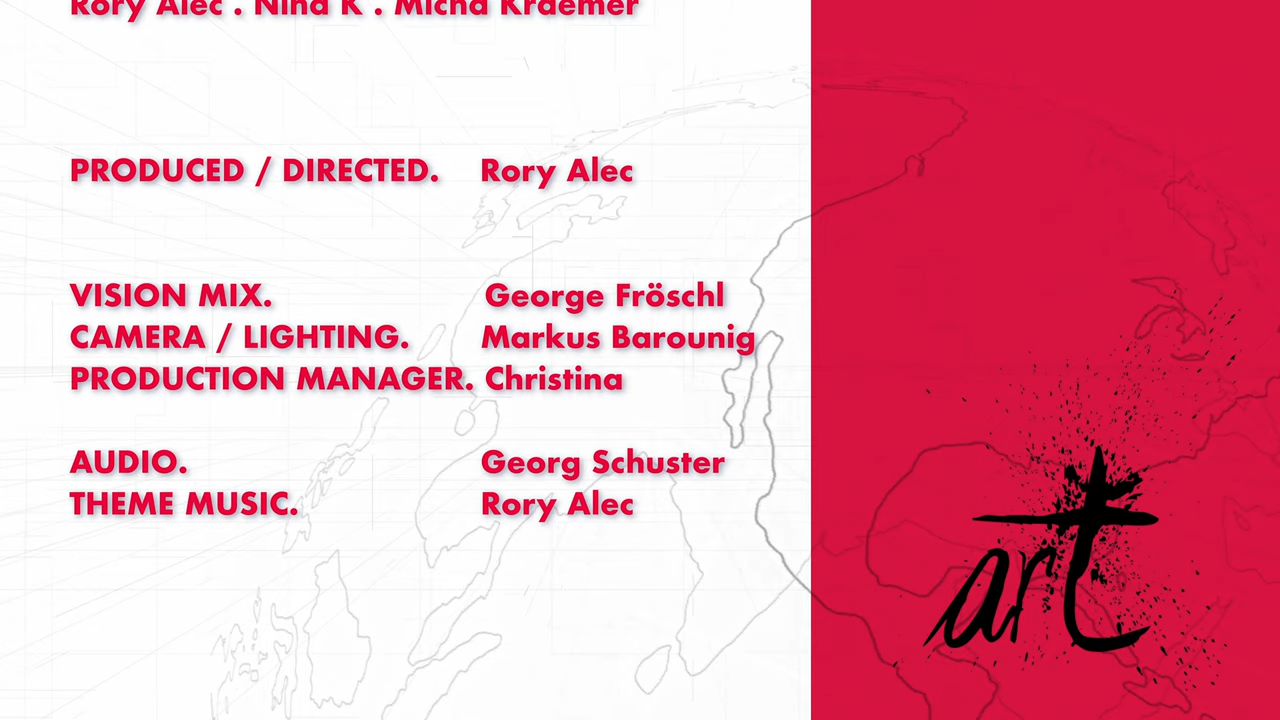 Rory Alec . Nina K . Micha Kraemer
PRODUCED / DIRECTED. Rory Alec
VISION MIX. George Fröschl
CAMERA / LIGHTING. Markus Barounig
PRODUCTION MANAGER. Christina
AUDIO. Georg Schuster
THEME MUSIC. Rory Alec
art